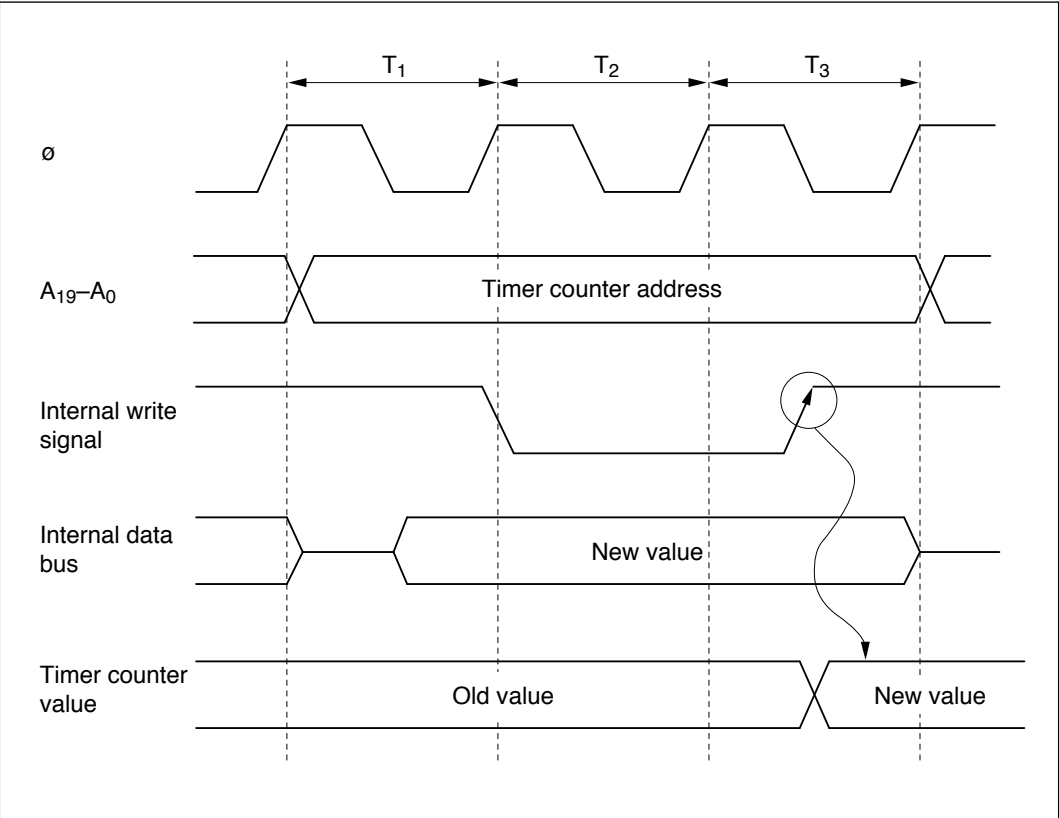 T₁ T₂ T₃
ø
A₁₉–A₀ Timer counter address
Internal write
signal
Internal data
bus
New value
Timer counter
value
Old value New value